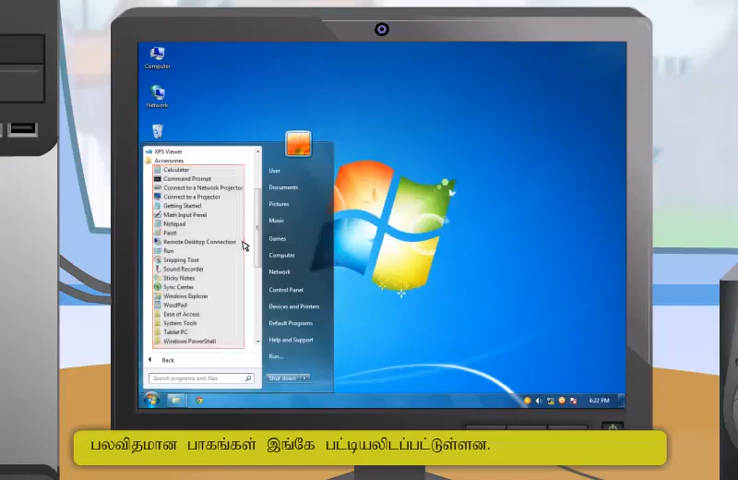 Computer
Network
XPS Viewer
Accessories
Calculator
Command Prompt
Connect to a Network Projector
Connect to a Projector
Getting Started
Math Input Panel
Notepad
Paint
Remote Desktop Connection
Run
Snipping Tool
Sound Recorder
Sticky Notes
Sync Center
Windows Explorer
WordPad
Ease of Access
System Tools
Tablet PC
Windows PowerShell
Back
Search programs and files
User
Documents
Pictures
Music
Games
Computer
Network
Control Panel
Devices and Printers
Default Programs
Help and Support
Run...
Shut down
4:22 PM
பலவிதமான பாகங்கள் இங்கே பட்டியலிடப்பட்டுள்ளன.